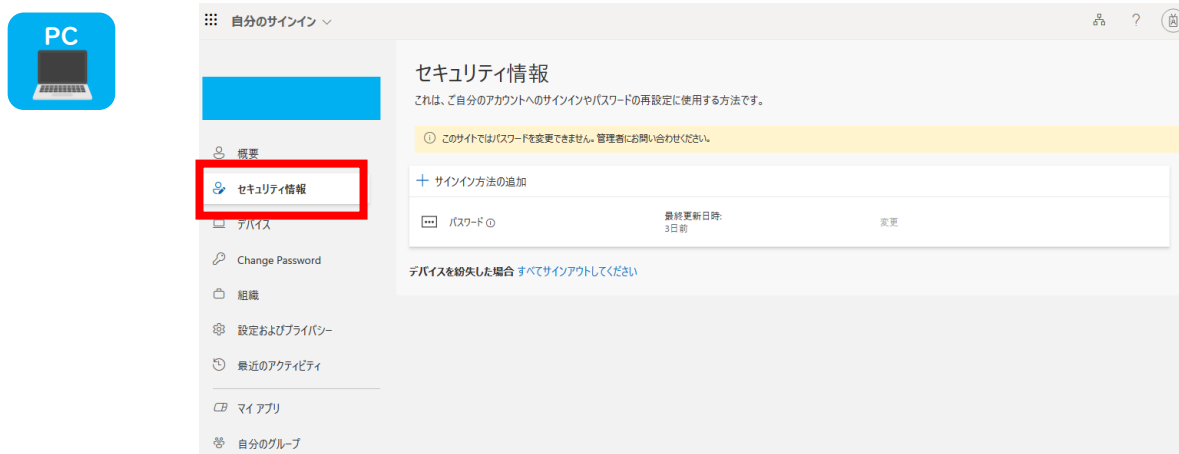 PC
自分のサインイン
セキュリティ情報
これは、ご自分のアカウントへのサインインやパスワードの再設定に使用する方法です。
このサイトではパスワードを変更できません。管理者にお問い合わせください。
概要
セキュリティ情報
デバイス
Change Password
組織
設定およびプライバシー
最近のアクティビティ
マイ アプリ
自分のグループ
サインイン方法の追加
パスワード
最終更新日時:
3日前
変更
デバイスを紛失した場合 すべてサインアウトしてください